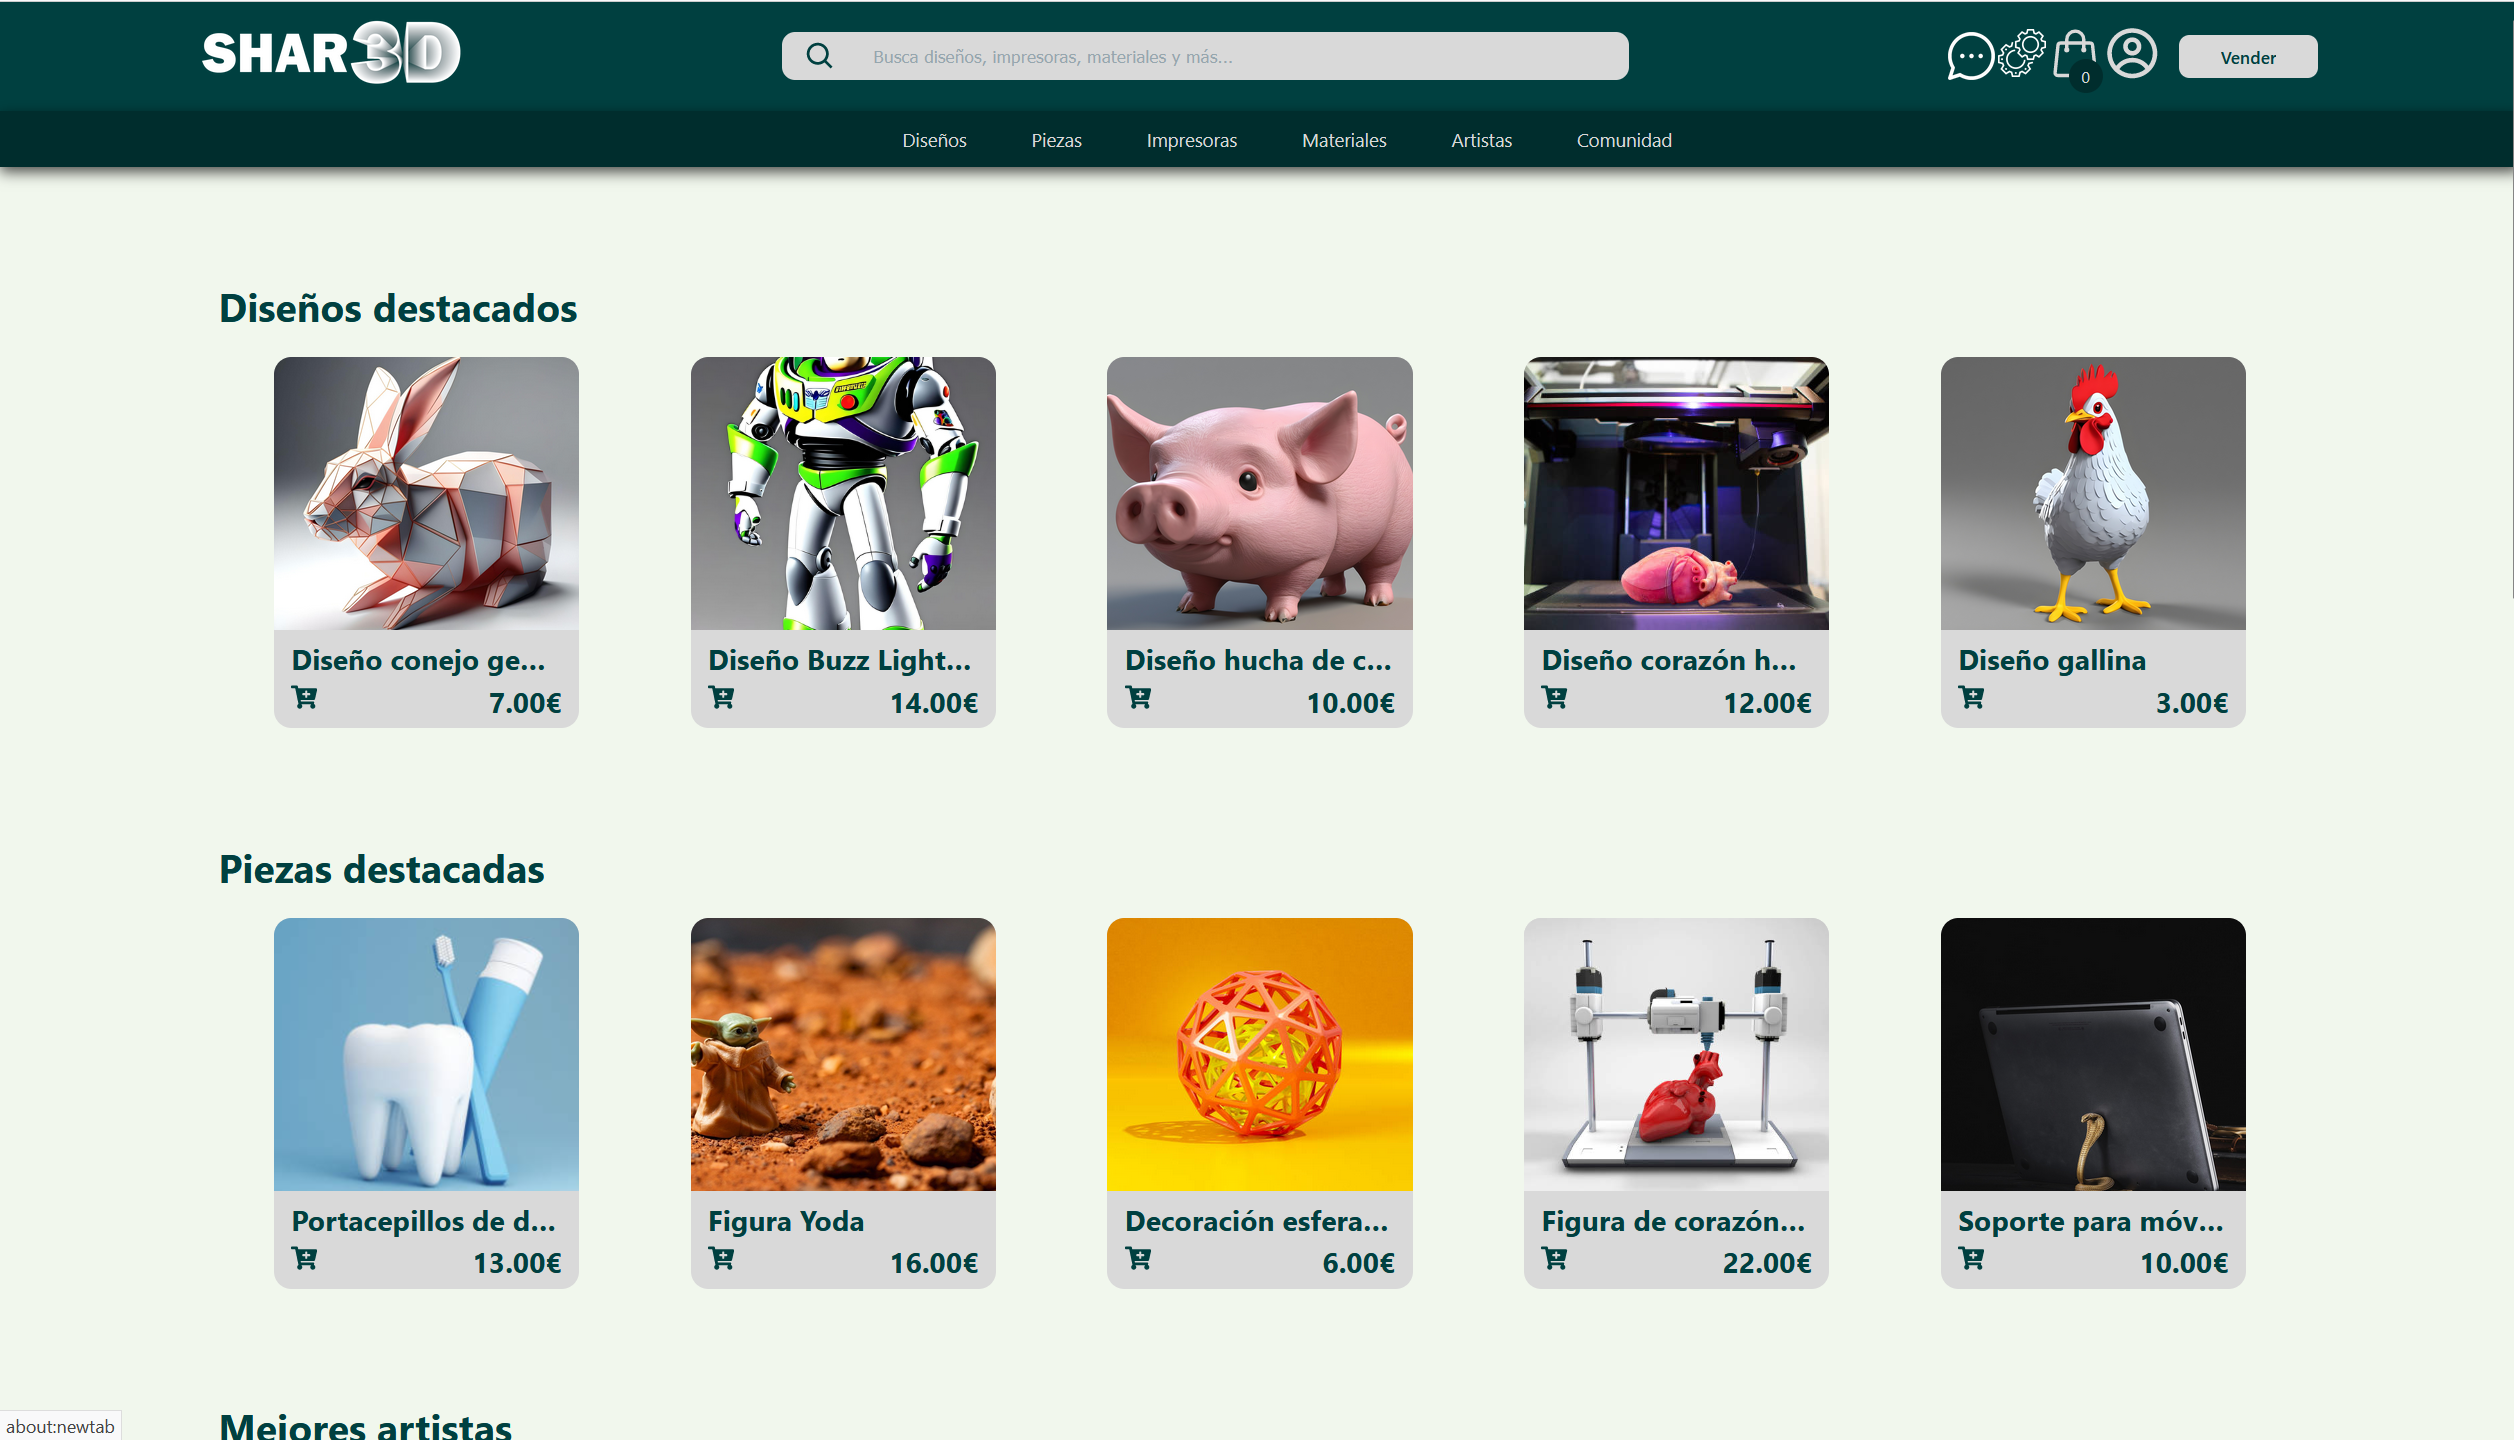 SHAR3D
Busca diseños, impresoras, materiales y más...
0
Vender
Diseños
Piezas
Impresoras
Materiales
Artistas
Comunidad
Diseños destacados
Diseño conejo ge...
7.00€
Diseño Buzz Light...
14.00€
Diseño hucha de c...
10.00€
Diseño corazón h...
12.00€
Diseño gallina
3.00€
Piezas destacadas
Portacepillos de d...
13.00€
Figura Yoda
16.00€
Decoración esfera...
6.00€
Figura de corazón...
22.00€
Soporte para móv...
10.00€
Mejores artistas
about:newtab